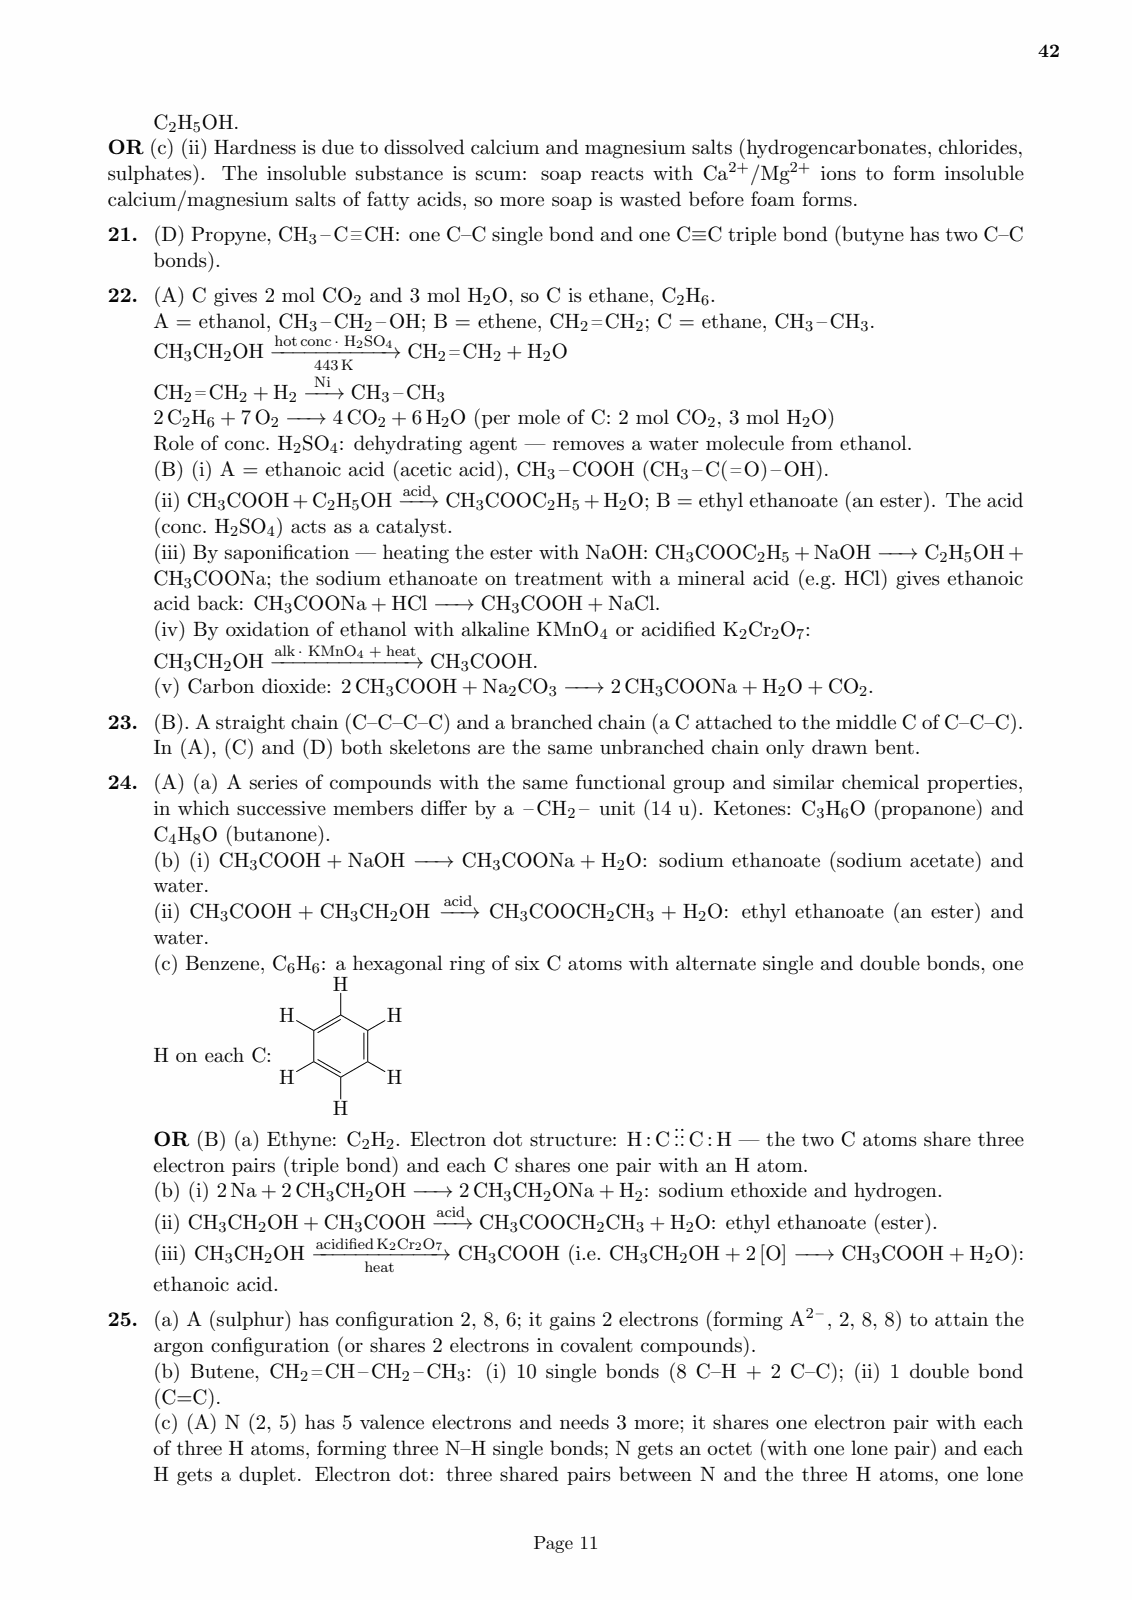 42
C₂H₅OH.
OR (c) (ii) Hardness is due to dissolved calcium and magnesium salts (hydrogencarbonates, chlorides,
sulphates). The insoluble substance is scum: soap reacts with Ca²⁺/Mg²⁺ ions to form insoluble
calcium/magnesium salts of fatty acids, so more soap is wasted before foam forms.
21. (D) Propyne, CH₃−C≡CH: one C–C single bond and one C≡C triple bond (butyne has two C–C
bonds).
22. (A) C gives 2 mol CO₂ and 3 mol H₂O, so C is ethane, C₂H₆.
A = ethanol, CH₃−CH₂−OH; B = ethene, CH₂=CH₂; C = ethane, CH₃−CH₃.
CH₃CH₂OH hot conc · H₂SO₄ ⟶ 443 K CH₂=CH₂ + H₂O
CH₂=CH₂ + H₂ Ni ⟶ CH₃−CH₃
2 C₂H₆ + 7 O₂ ⟶ 4 CO₂ + 6 H₂O (per mole of C: 2 mol CO₂, 3 mol H₂O)
Role of conc. H₂SO₄: dehydrating agent — removes a water molecule from ethanol.
(B) (i) A = ethanoic acid (acetic acid), CH₃−COOH (CH₃−C(=O)−OH).
(ii) CH₃COOH + C₂H₅OH acid ⟶ CH₃COOC₂H₅ + H₂O; B = ethyl ethanoate (an ester). The acid
(conc. H₂SO₄) acts as a catalyst.
(iii) By saponification — heating the ester with NaOH: CH₃COOC₂H₅ + NaOH ⟶ C₂H₅OH +
CH₃COONa; the sodium ethanoate on treatment with a mineral acid (e.g. HCl) gives ethanoic
acid back: CH₃COONa + HCl ⟶ CH₃COOH + NaCl.
(iv) By oxidation of ethanol with alkaline KMnO₄ or acidified K₂Cr₂O₇:
CH₃CH₂OH alk · KMnO₄ + heat ⟶ CH₃COOH.
(v) Carbon dioxide: 2 CH₃COOH + Na₂CO₃ ⟶ 2 CH₃COONa + H₂O + CO₂.
23. (B). A straight chain (C–C–C–C) and a branched chain (a C attached to the middle C of C–C–C).
In (A), (C) and (D) both skeletons are the same unbranched chain only drawn bent.
24. (A) (a) A series of compounds with the same functional group and similar chemical properties,
in which successive members differ by a −CH₂− unit (14 u). Ketones: C₃H₆O (propanone) and
C₄H₈O (butanone).
(b) (i) CH₃COOH + NaOH ⟶ CH₃COONa + H₂O: sodium ethanoate (sodium acetate) and
water.
(ii) CH₃COOH + CH₃CH₂OH acid ⟶ CH₃COOCH₂CH₃ + H₂O: ethyl ethanoate (an ester) and
water.
(c) Benzene, C₆H₆: a hexagonal ring of six C atoms with alternate single and double bonds, one
H
H H
H on each C:
H H
H
OR (B) (a) Ethyne: C₂H₂. Electron dot structure: H : C ⋮⋮ C : H — the two C atoms share three
electron pairs (triple bond) and each C shares one pair with an H atom.
(b) (i) 2 Na + 2 CH₃CH₂OH ⟶ 2 CH₃CH₂ONa + H₂: sodium ethoxide and hydrogen.
(ii) CH₃CH₂OH + CH₃COOH acid ⟶ CH₃COOCH₂CH₃ + H₂O: ethyl ethanoate (ester).
(iii) CH₃CH₂OH acidified K₂Cr₂O₇ ⟶ heat CH₃COOH (i.e. CH₃CH₂OH + 2 [O] ⟶ CH₃COOH + H₂O):
ethanoic acid.
25. (a) A (sulphur) has configuration 2, 8, 6; it gains 2 electrons (forming A²⁻, 2, 8, 8) to attain the
argon configuration (or shares 2 electrons in covalent compounds).
(b) Butene, CH₂=CH−CH₂−CH₃: (i) 10 single bonds (8 C–H + 2 C–C); (ii) 1 double bond
(C=C).
(c) (A) N (2, 5) has 5 valence electrons and needs 3 more; it shares one electron pair with each
of three H atoms, forming three N–H single bonds; N gets an octet (with one lone pair) and each
H gets a duplet. Electron dot: three shared pairs between N and the three H atoms, one lone
Page 11